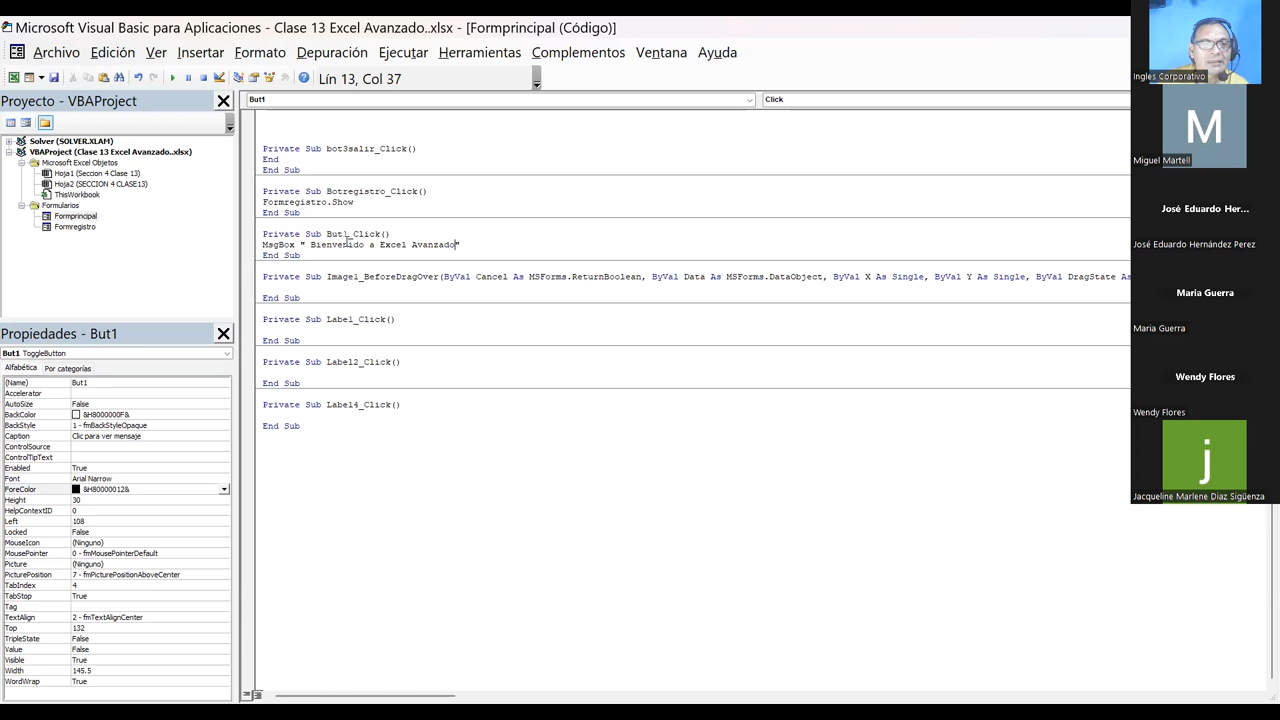 Microsoft Visual Basic para Aplicaciones - Clase 13 Excel Avanzado..xlsx - [Formprincipal (Código)]
Archivo Edición Ver Insertar Formato Depuración Ejecutar Herramientas Complementos Ventana Ayuda
Lín 13, Col 37
Proyecto - VBAProject
Solver (SOLVER.XLAM)
VBAProject (Clase 13 Excel Avanzado..xlsx)
Microsoft Excel Objetos
Hoja1 (Seccion 4 Clase 13)
Hoja2 (SECCION 4 CLASE13)
ThisWorkbook
Formularios
Formprincipal
Formregistro
Propiedades - But1
But1 ToggleButton
Alfabética Por categorías
(Name) But1
Accelerator
AutoSize False
BackColor &H8000000F&
BackStyle 1 - fmBackStyleOpaque
Caption Clic para ver mensaje
ControlSource
ControlTipText
Enabled True
Font Arial Narrow
ForeColor &H80000012&
Height 30
HelpContextID 0
Left 108
Locked False
MouseIcon (Ninguno)
MousePointer 0 - fmMousePointerDefault
Picture (Ninguno)
PicturePosition 7 - fmPicturePositionAboveCenter
TabIndex 4
TabStop True
Tag
TextAlign 2 - fmTextAlignCenter
Top 132
TripleState False
Value False
Visible True
Width 145.5
WordWrap True
But1 Click
Private Sub bot3salir_Click()
End
End Sub
Private Sub Botregistro_Click()
Formregistro.Show
End Sub
Private Sub But1_Click()
MsgBox " Bienvenido a Excel Avanzado"
End Sub
Private Sub Image1_BeforeDragOver(ByVal Cancel As MSForms.ReturnBoolean, ByVal Data As MSForms.DataObject, ByVal X As Single, ByVal Y As Single, ByVal DragState As
End Sub
Private Sub Label1_Click()
End Sub
Private Sub Label2_Click()
End Sub
Private Sub Label4_Click()
End Sub
Ingles Corporativo
M
Miguel Martell
José Eduardo Her...
José Eduardo Hernández Perez
Maria Guerra
Maria Guerra
Wendy Flores
Wendy Flores
j
Jacqueline Marlene Diaz Sigüenza